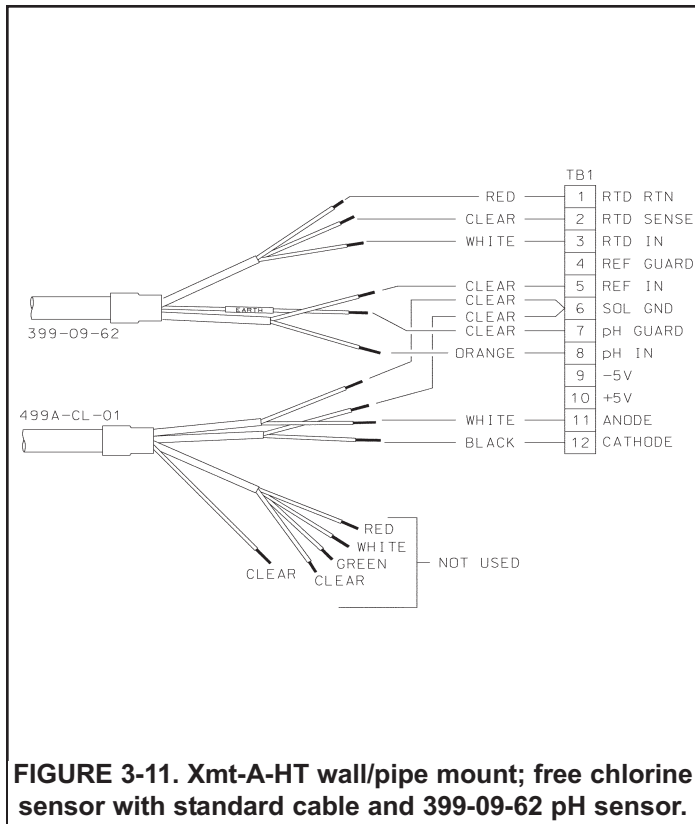 TB1
RED 1 RTD RTN
CLEAR 2 RTD SENSE
WHITE 3 RTD IN
4 REF GUARD
CLEAR 5 REF IN
CLEAR
6 SOL GND
CLEAR
CLEAR 7 pH GUARD
ORANGE 8 pH IN
9 -5V
10 +5V
WHITE 11 ANODE
BLACK 12 CATHODE
EARTH
399-09-62
499A-CL-01
RED
WHITE
GREEN
CLEAR
CLEAR
NOT USED
FIGURE 3-11. Xmt-A-HT wall/pipe mount; free chlorine
sensor with standard cable and 399-09-62 pH sensor.